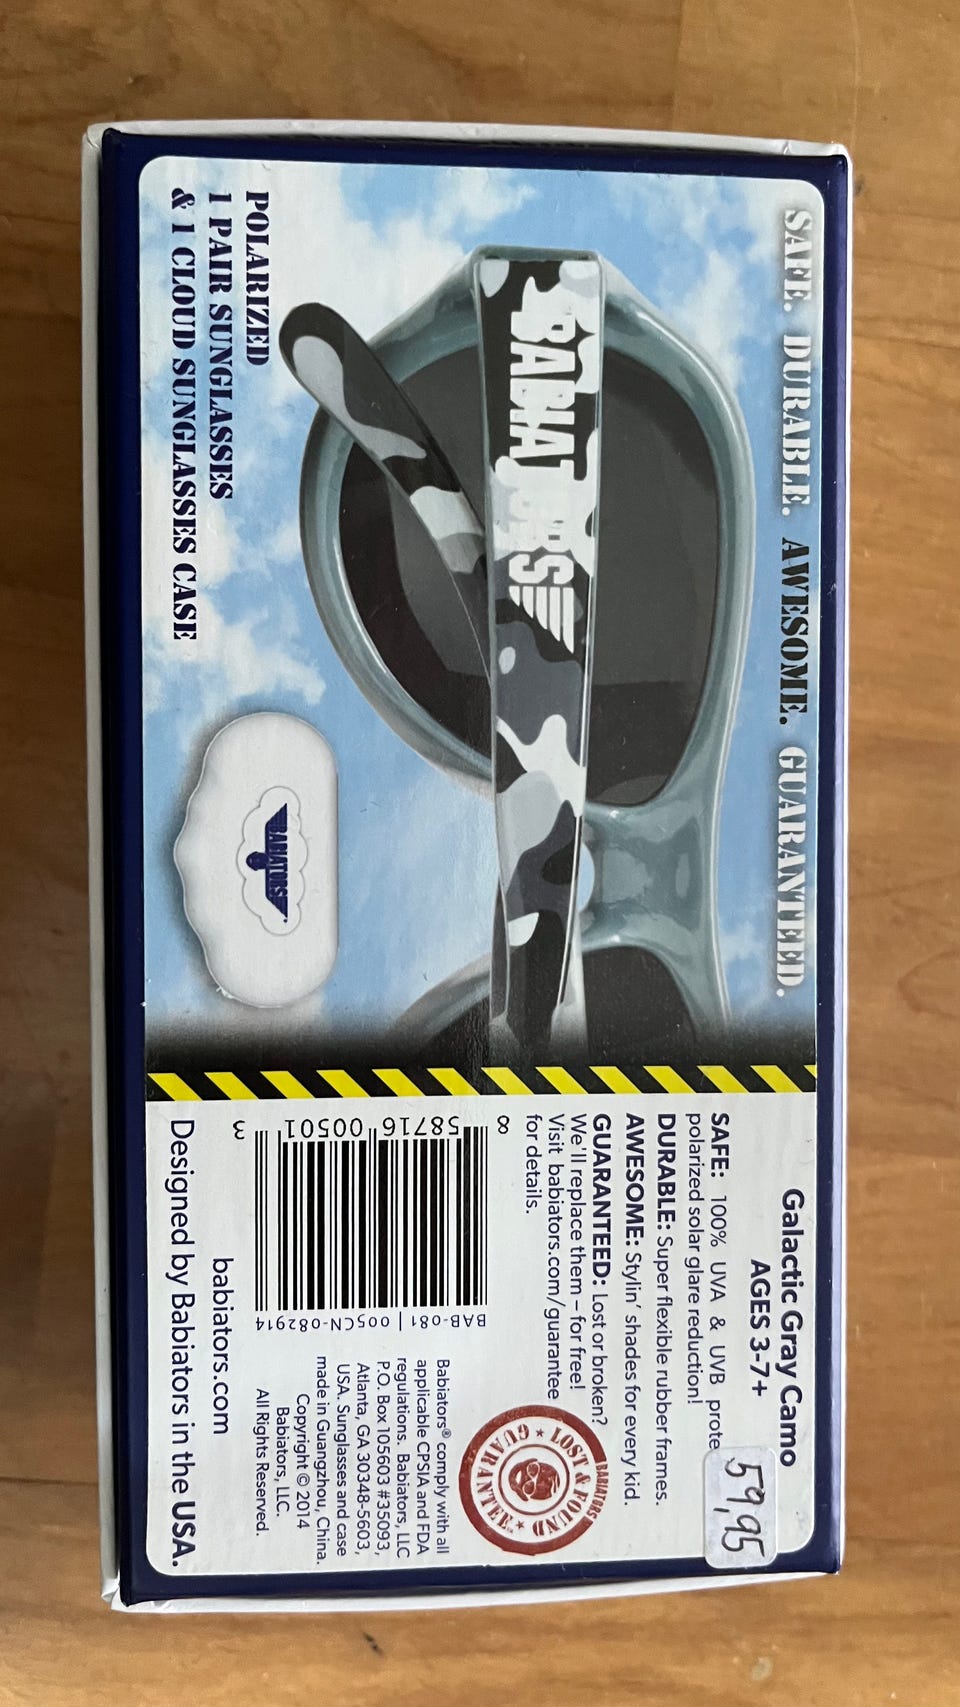 SAFE. DURABLE. AWESOME. GUARANTEED.
BABIATORS
POLARIZED
1 PAIR SUNGLASSES
& 1 CLOUD SUNGLASSES CASE
BABIATORS
Galactic Gray Camo
AGES 3-7+
59,95
SAFE: 100% UVA & UVB
polarized solar glare reduction!
DURABLE: Super flexible rubber frames.
AWESOME: Stylin' shades for every kid.
GUARANTEED: Lost or broken?
We'll replace them – for free!
Visit babiators.com/guarantee
for details.
BABIATORS
LOST & FOUND
★ GUARANTEE ★
8 58716 00501 3
BAB-081 | 005CN-082914
Babiators® comply with all
applicable CPSIA and FDA
regulations. Babiators, LLC
P.O. Box 105603 #35093,
Atlanta, GA 30348-5603,
USA. Sunglasses and case
made in Guangzhou, China.
Copyright © 2014
Babiators, LLC.
All Rights Reserved.
babiators.com
Designed by Babiators in the USA.